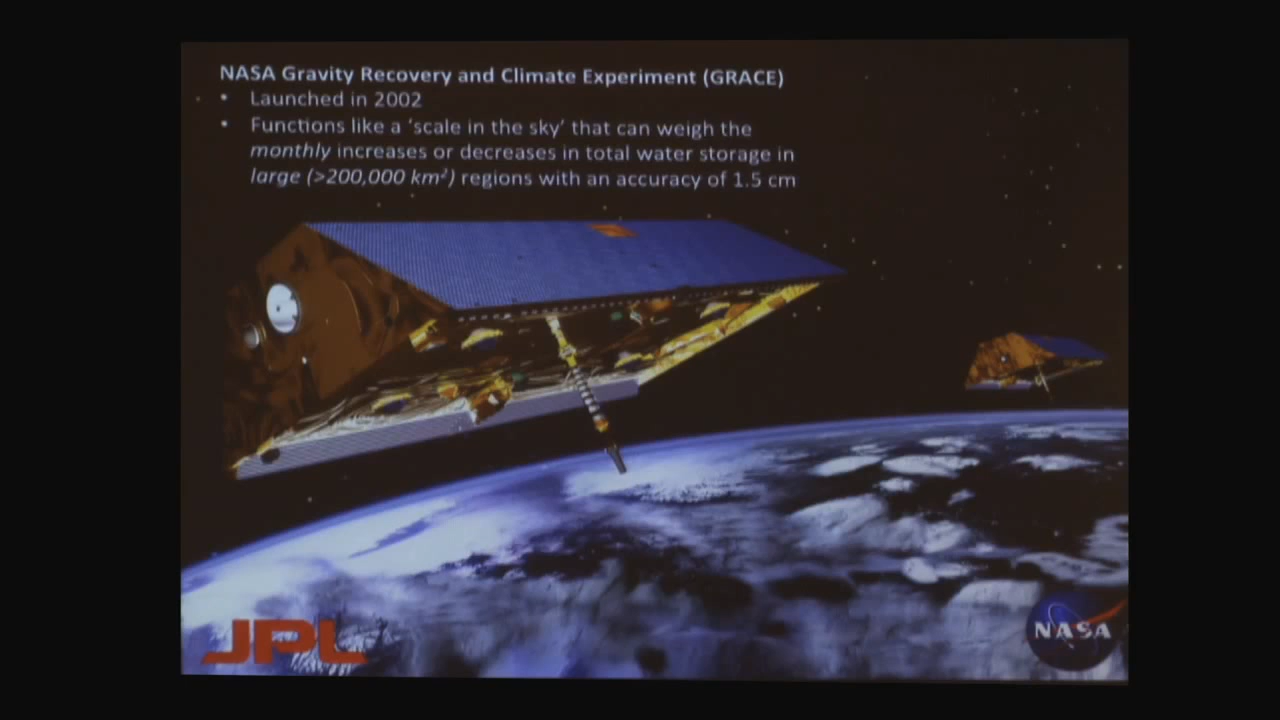 NASA Gravity Recovery and Climate Experiment (GRACE)
• Launched in 2002
• Functions like a ‘scale in the sky’ that can weigh the
monthly increases or decreases in total water storage in
large (>200,000 km²) regions with an accuracy of 1.5 cm
JPL
NASA